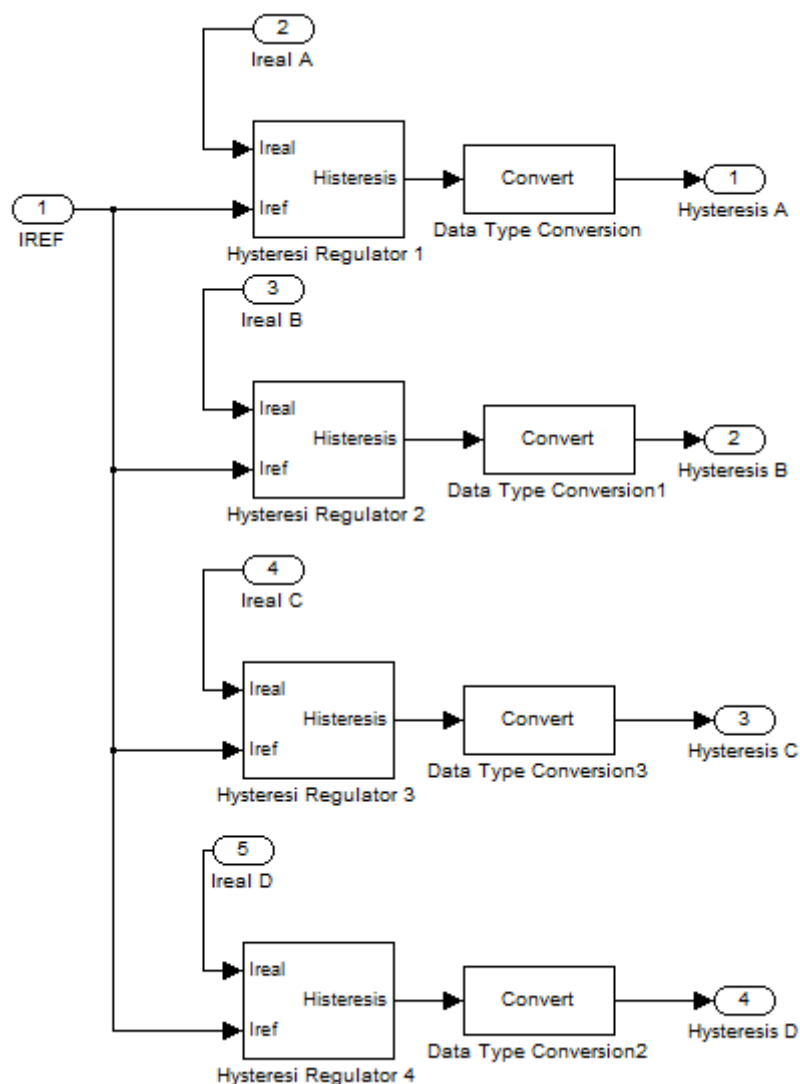 2
Ireal A
Ireal
Histeresis
Iref
Hysteresi Regulator 1
Convert
Data Type Conversion
1
Hysteresis A
1
IREF
3
Ireal B
Ireal
Histeresis
Iref
Hysteresi Regulator 2
Convert
Data Type Conversion1
2
Hysteresis B
4
Ireal C
Ireal
Histeresis
Iref
Hysteresi Regulator 3
Convert
Data Type Conversion3
3
Hysteresis C
5
Ireal D
Ireal
Histeresis
Iref
Hysteresi Regulator 4
Convert
Data Type Conversion2
4
Hysteresis D